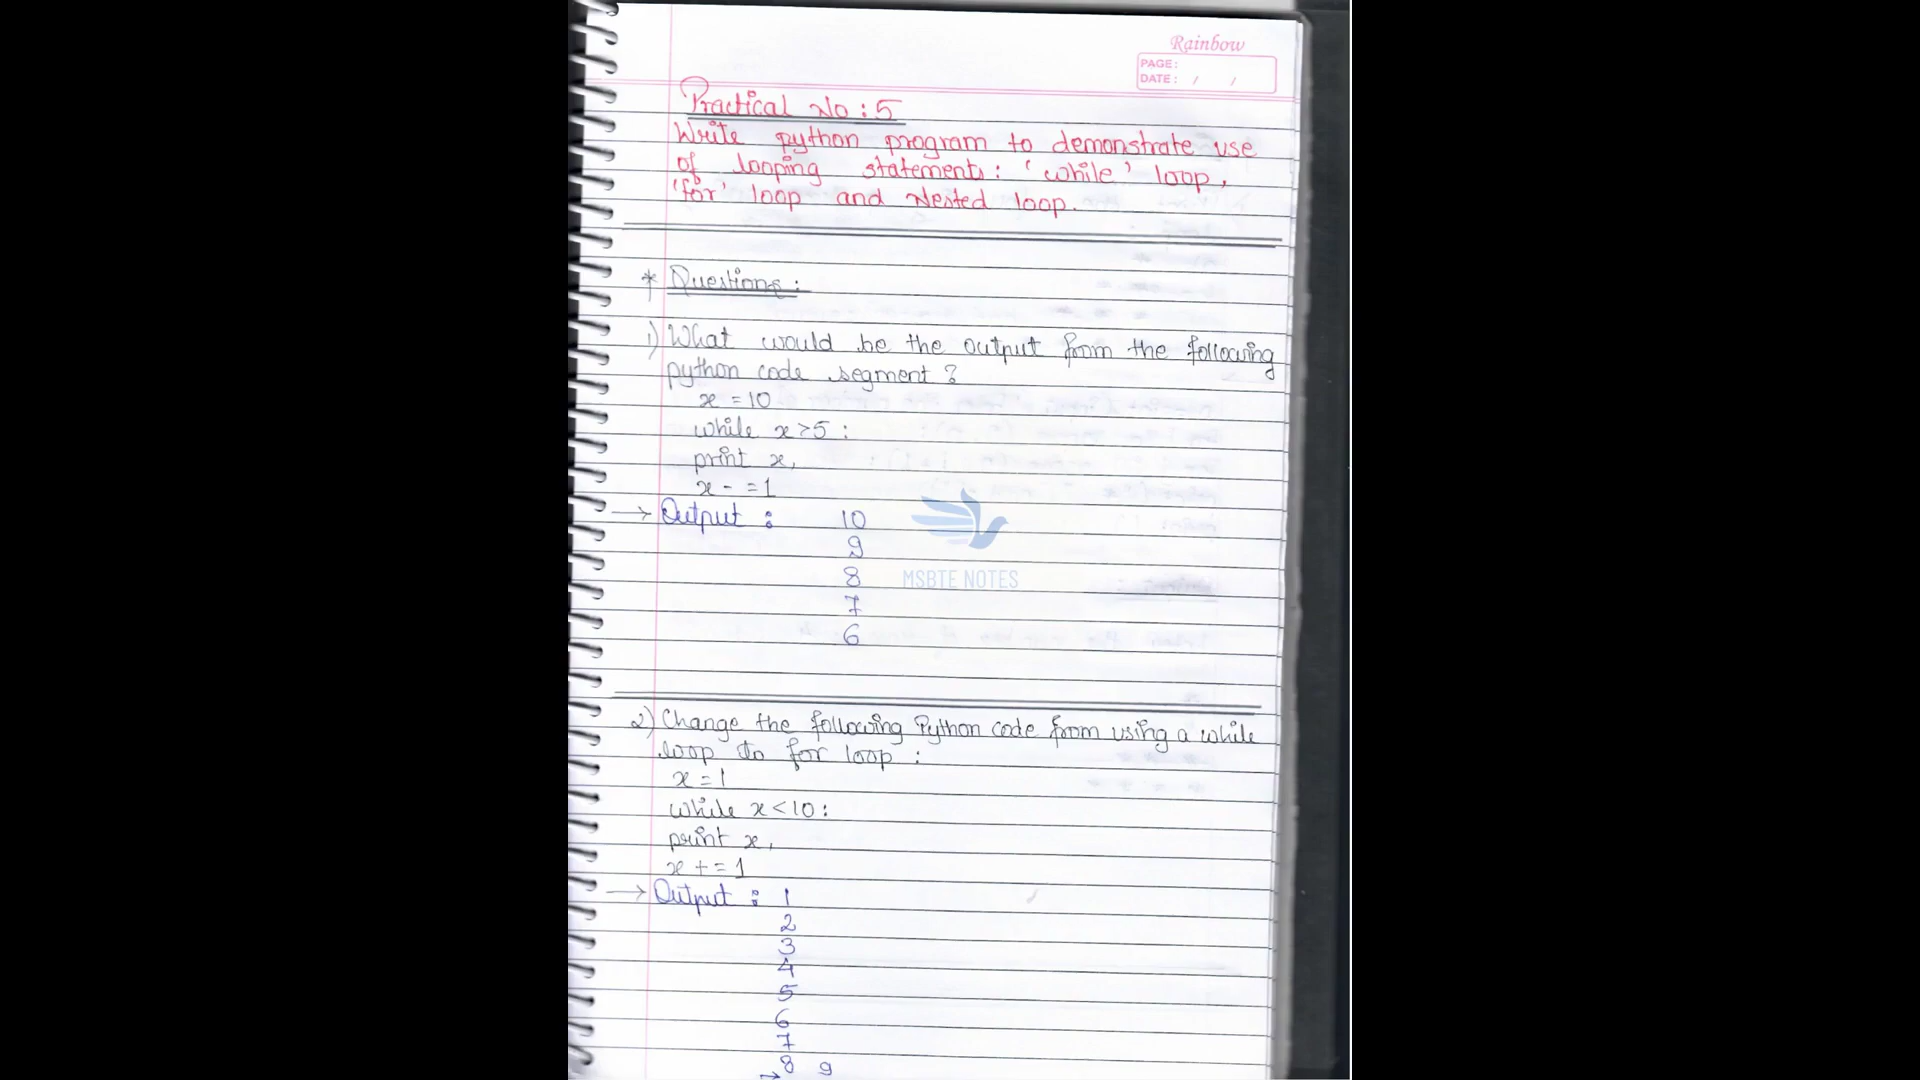 Rainbow
PAGE:
DATE: / /
Practical No : 5
Write python program to demonstrate use
of looping statements : 'while' loop,
'for' loop and Nested loop.
* Questions :
1) What would be the output from the following
python code segment ?
x = 10
while x>5 :
print x,
x - =1
→ Output : 10
9
8
7
6
MSBTE NOTES
2) Change the following Python code from using a while
loop to for loop :
x = 1
while x<10 :
print x,
x + = 1
→ Output : 1
2
3
4
5
6
7
→ 8 9